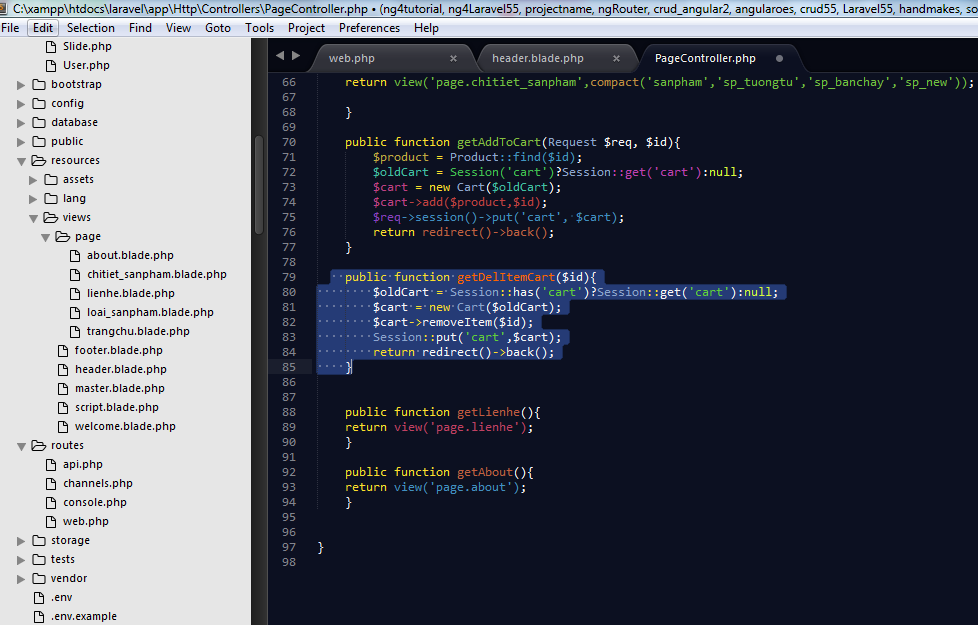 C:\xampp\htdocs\laravel\app\Http\Controllers\PageController.php • (ng4tutorial, ng4Laravel55, projectname, ngRouter, crud_angular2, angularoes, crud55, Laravel55, handmakes, so
File Edit Selection Find View Goto Tools Project Preferences Help
Slide.php
User.php
bootstrap
config
database
public
resources
assets
lang
views
page
about.blade.php
chitiet_sanpham.blade.php
lienhe.blade.php
loai_sanpham.blade.php
trangchu.blade.php
footer.blade.php
header.blade.php
master.blade.php
script.blade.php
welcome.blade.php
routes
api.php
channels.php
console.php
web.php
storage
tests
vendor
.env
.env.example
web.php × header.blade.php × PageController.php
66 return view('page.chitiet_sanpham',compact('sanpham','sp_tuongtu','sp_banchay','sp_new'));
67
68 }
69
70 public function getAddToCart(Request $req, $id){
71 $product = Product::find($id);
72 $oldCart = Session('cart')?Session::get('cart'):null;
73 $cart = new Cart($oldCart);
74 $cart->add($product,$id);
75 $req->session()->put('cart', $cart);
76 return redirect()->back();
77 }
78
79 public function getDelItemCart($id){
80 $oldCart = Session::has('cart')?Session::get('cart'):null;
81 $cart = new Cart($oldCart);
82 $cart->removeItem($id);
83 Session::put('cart',$cart);
84 return redirect()->back();
85 }
86
87
88 public function getLienhe(){
89 return view('page.lienhe');
90 }
91
92 public function getAbout(){
93 return view('page.about');
94 }
95
96
97 }
98